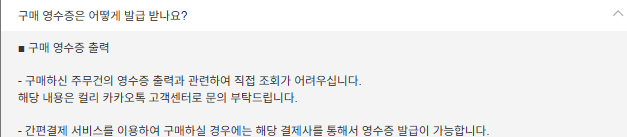 구매 영수증은 어떻게 발급 받나요?
■ 구매 영수증 출력
- 구매하신 주무건의 영수증 출력과 관련하여 직접 조회가 어려우십니다.
해당 내용은 컬리 카카오톡 고객센터로 문의 부탁드립니다.
- 간편결제 서비스를 이용하여 구매하실 경우에는 해당 결제사를 통해서 영수증 발급이 가능합니다.